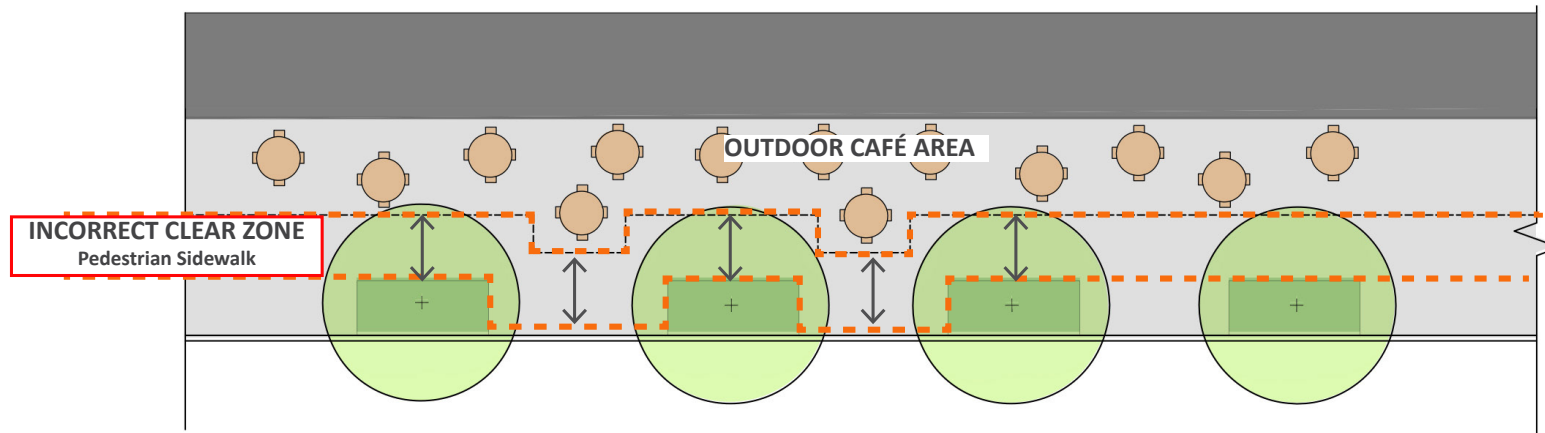 OUTDOOR CAFÉ AREA
INCORRECT CLEAR ZONE
Pedestrian Sidewalk